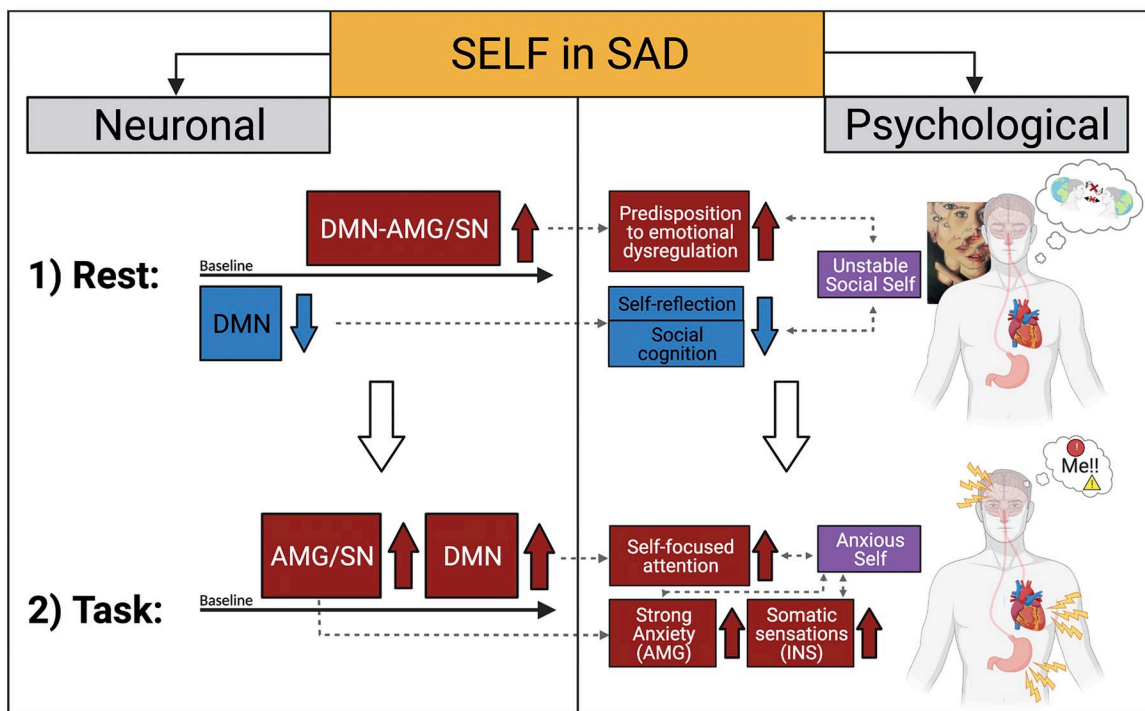 SELF in SAD
Neuronal
Psychological
1) Rest:
DMN-AMG/SN
Baseline
DMN
Predisposition
to emotional
dysregulation
Self-reflection
Social
cognition
Unstable
Social Self
2) Task:
AMG/SN
DMN
Baseline
Self-focused
attention
Anxious
Self
Strong
Anxiety
(AMG)
Somatic
sensations
(INS)
!
Me!!
!